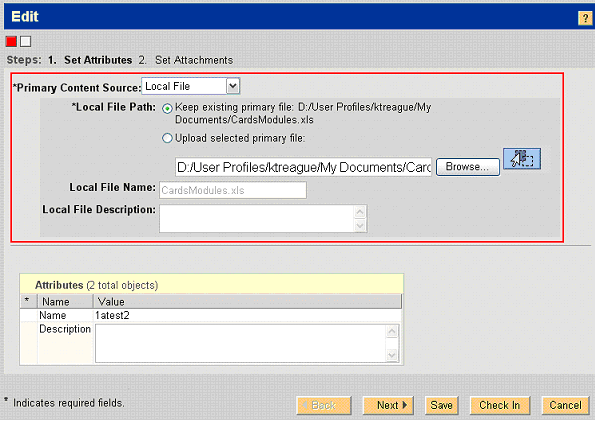 Edit
?
Steps: 1. Set Attributes 2. Set Attachments
*Primary Content Source: Local File
*Local File Path: Keep existing primary file: D:/User Profiles/ktreague/My
Documents/CardsModules.xls
Upload selected primary file:
D:/User Profiles/ktreague/My Documents/Carc Browse...
Local File Name: CardsModules.xls
Local File Description:
Attributes (2 total objects)
* Name Value
Name 1atest2
Description
* Indicates required fields.
Back Next Save Check In Cancel